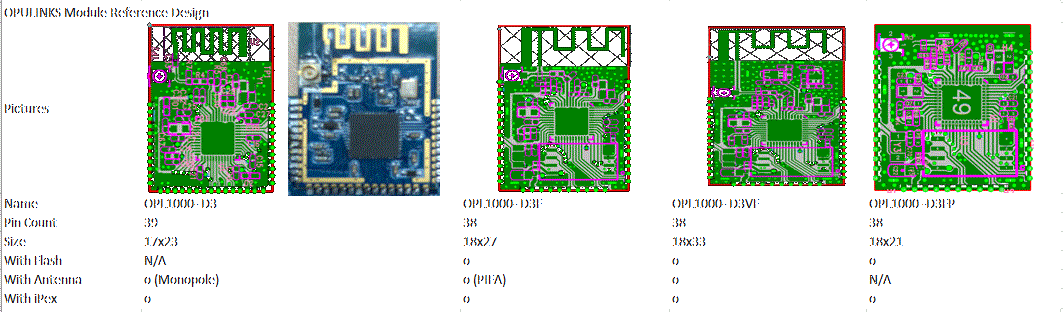 OPULINKS Module Reference Design
Pictures
49
Name OPL1000-D3 OPL1000-D3F OPL1000-D3VF OPL1000-D3FP
Pin Count 39 38 38 38
Size 17x23 18x27 18x33 18x21
With Flash N/A o o o
With Antenna o (Monopole) o (PIFA) o N/A
With iPex o o o o